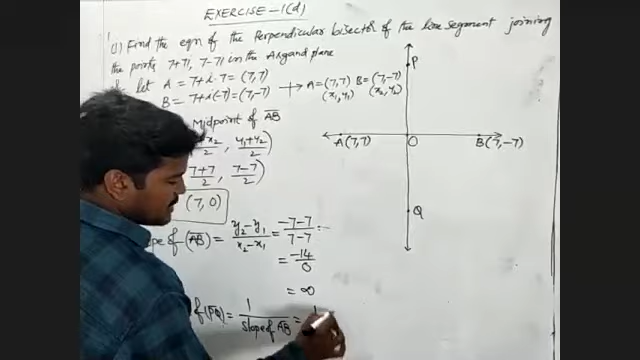 EXERCISE-1(d)
(1) Find the eqn of the Perpendicular bisector of the line segment joining
the points 7+7i, 7-7i in the Argand plane
let A = 7+i·7 = (7,7)
B = 7+i(-7) = (7,-7)
A=(7,7) B=(7,-7)
(x₁,y₁) (x₂,y₂)
Midpoint of AB
x₂/2, y₁+y₂/2)
7+7/2, 7-7/2)
(7,0)
of (AB) = y₂-y₁/x₂-x₁ = -7-7/7-7
= -14/0
= ∞
of (PQ) = 1/slope of AB = 1
P
A(7,7) O B(7,-7)
Q